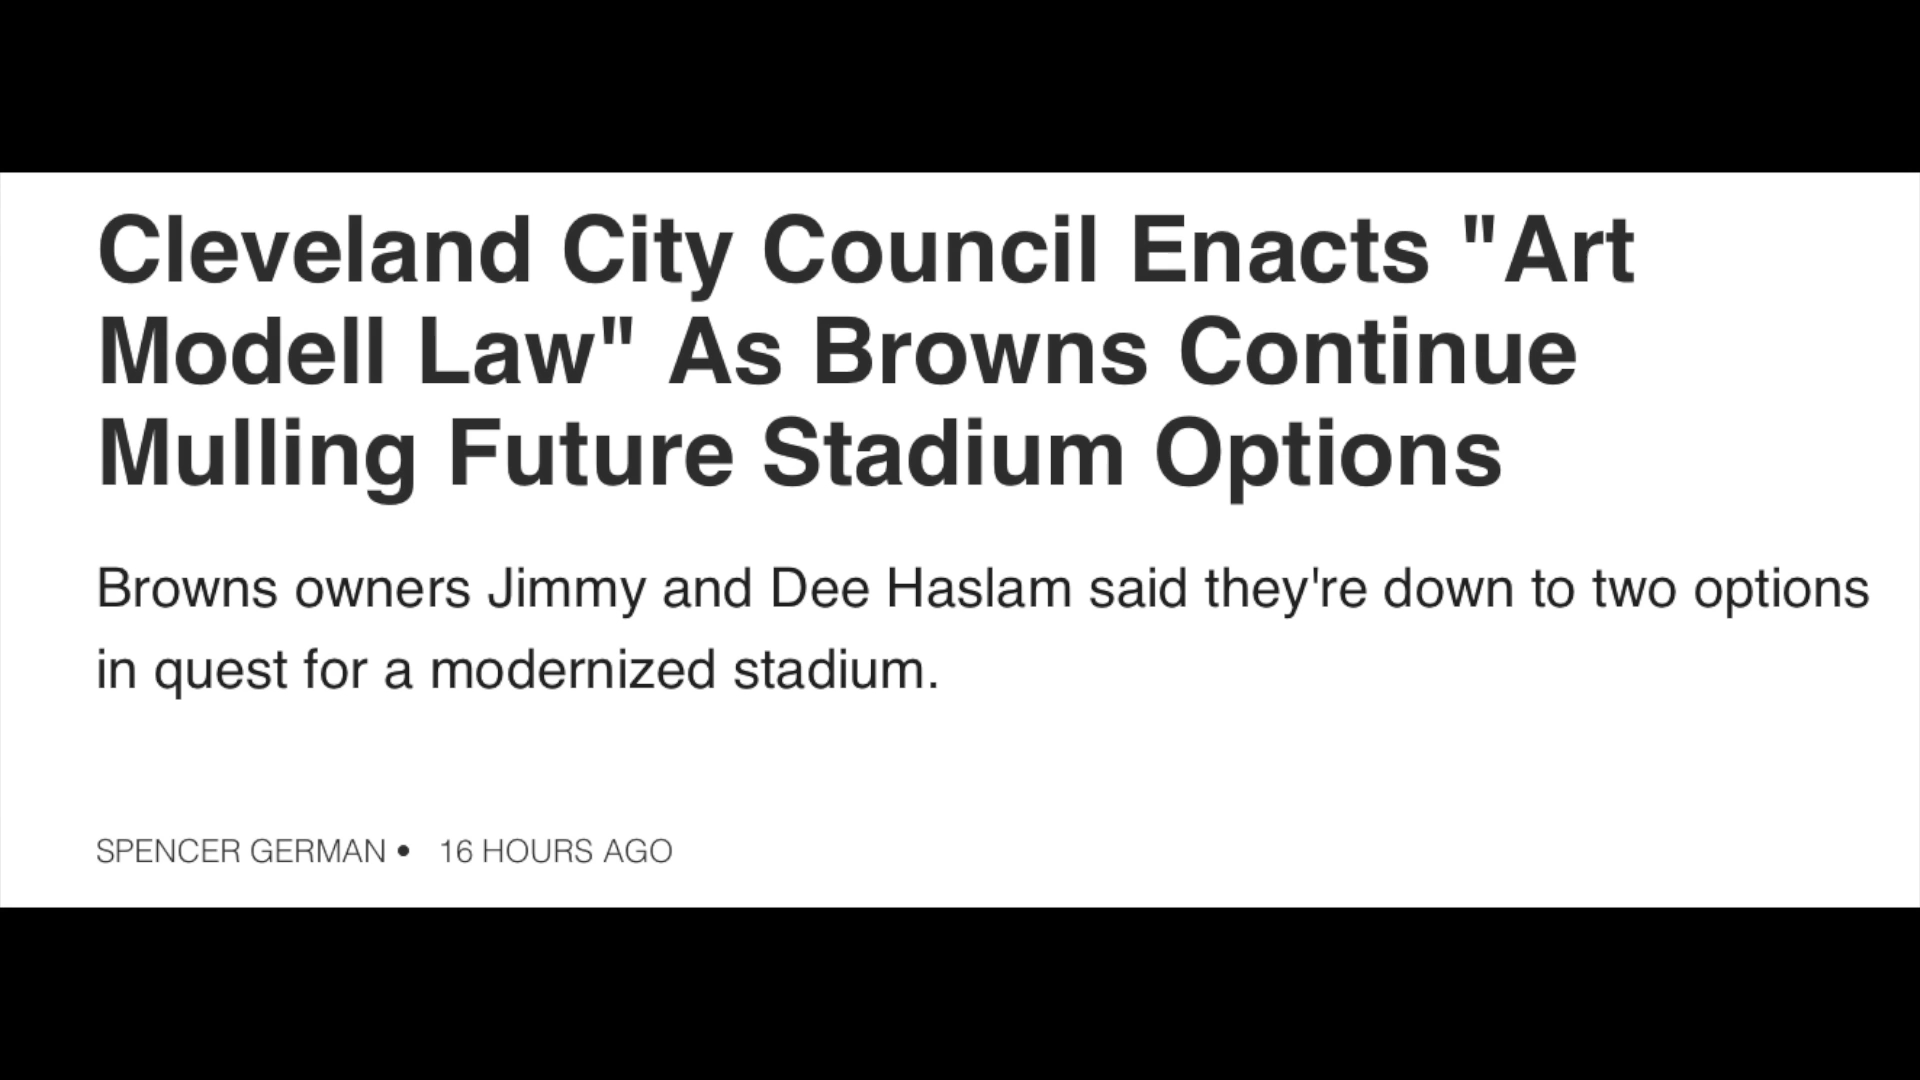 Cleveland City Council Enacts "Art
Modell Law" As Browns Continue
Mulling Future Stadium Options
Browns owners Jimmy and Dee Haslam said they're down to two options
in quest for a modernized stadium.
SPENCER GERMAN • 16 HOURS AGO